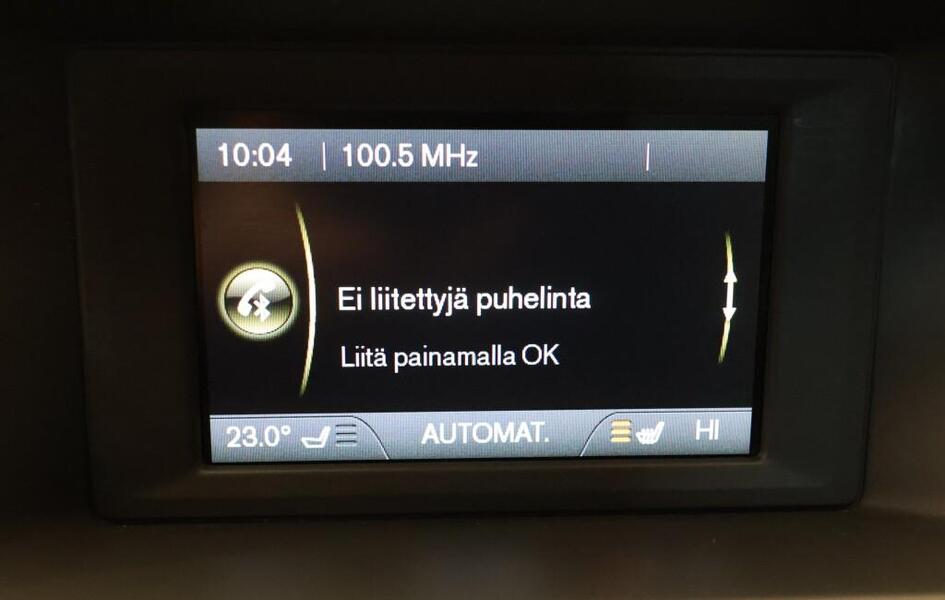 10:04 | 100.5 MHz |
Ei liitettyjä puhelinta
Liitä painamalla OK
23.0° AUTOMAT. HI